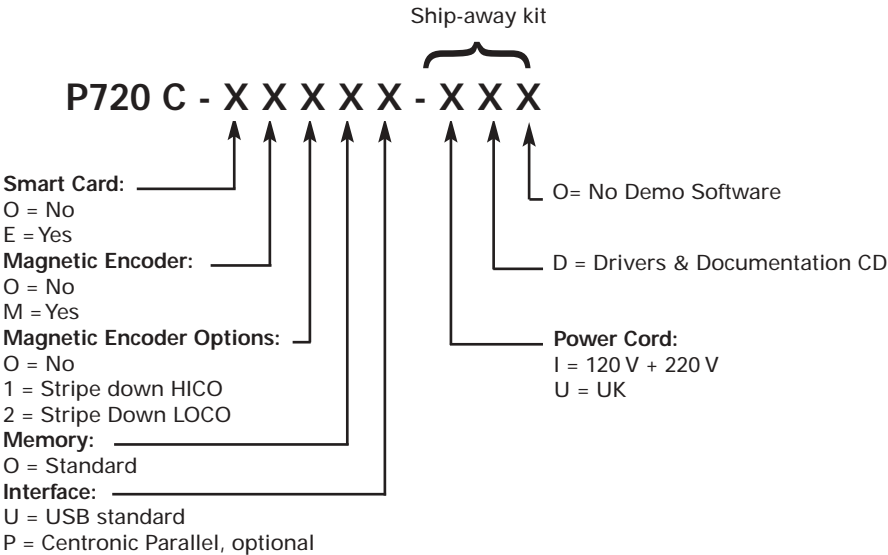 Ship-away kit
P720 C - X X X X X - X X X
Smart Card:
O = No
E = Yes
Magnetic Encoder:
O = No
M = Yes
Magnetic Encoder Options:
O = No
1 = Stripe down HICO
2 = Stripe Down LOCO
Memory:
O = Standard
Interface:
U = USB standard
P = Centronic Parallel, optional
O= No Demo Software
D = Drivers & Documentation CD
Power Cord:
I = 120 V + 220 V
U = UK